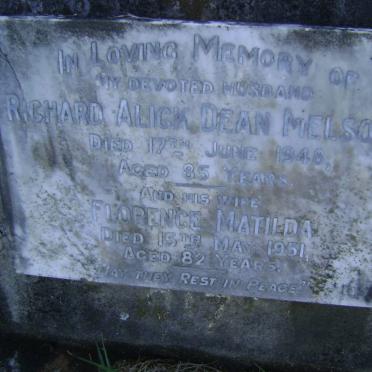 IN LOVING MEMORY OF
MY DEVOTED HUSBAND
RICHARD ALICK DEAN MELSO
DIED 17TH JUNE 1940,
AGED 85 YEARS.
AND HIS WIFE
FLORENCE MATILDA
DIED 15TH MAY 1951,
AGED 82 YEARS.
"MAY THEY REST IN PEACE"